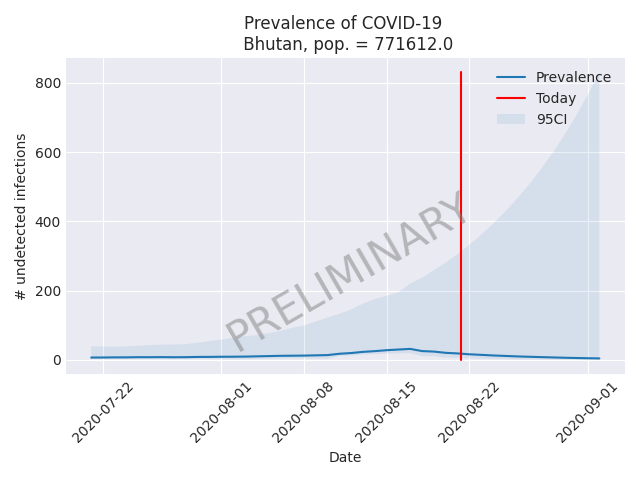 Prevalence of COVID-19
Bhutan, pop. = 771612.0
Prevalence
Today
95CI
800
600
400
200
0
# undetected infections
PRELIMINARY
2020-07-22
2020-08-01
2020-08-08
2020-08-15
2020-08-22
2020-09-01
Date